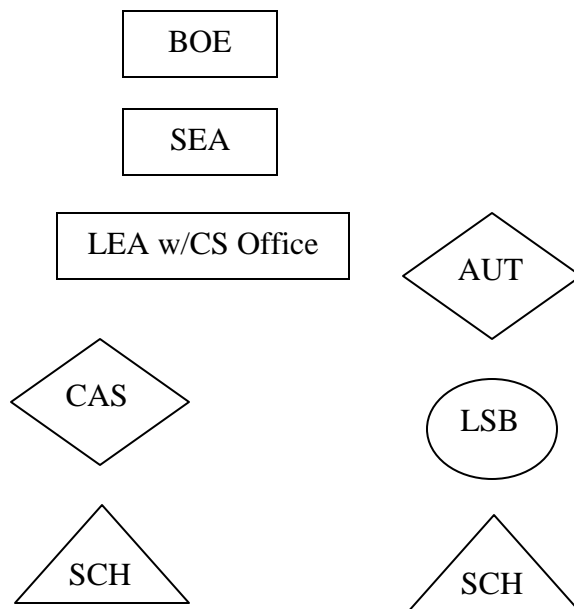 BOE
SEA
LEA w/CS Office
AUT
CAS
LSB
SCH
SCH